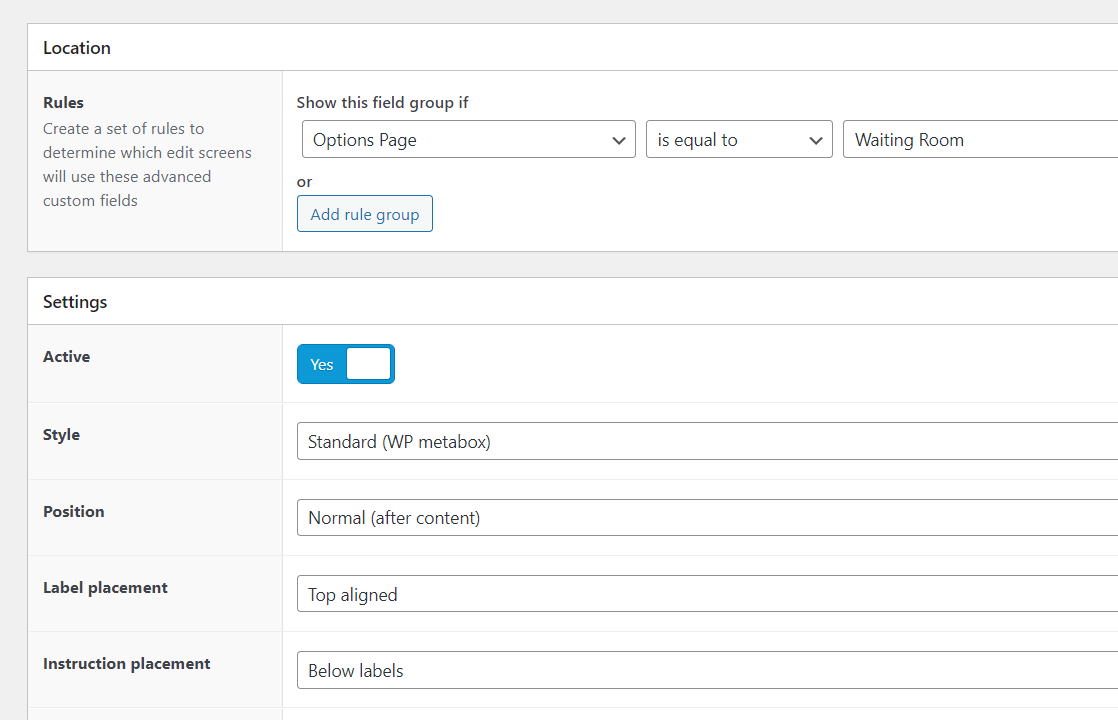 Location
Rules
Create a set of rules to
determine which edit screens
will use these advanced
custom fields
Show this field group if
Options Page is equal to Waiting Room
or
Add rule group
Settings
Active
Yes
Style
Standard (WP metabox)
Position
Normal (after content)
Label placement
Top aligned
Instruction placement
Below labels